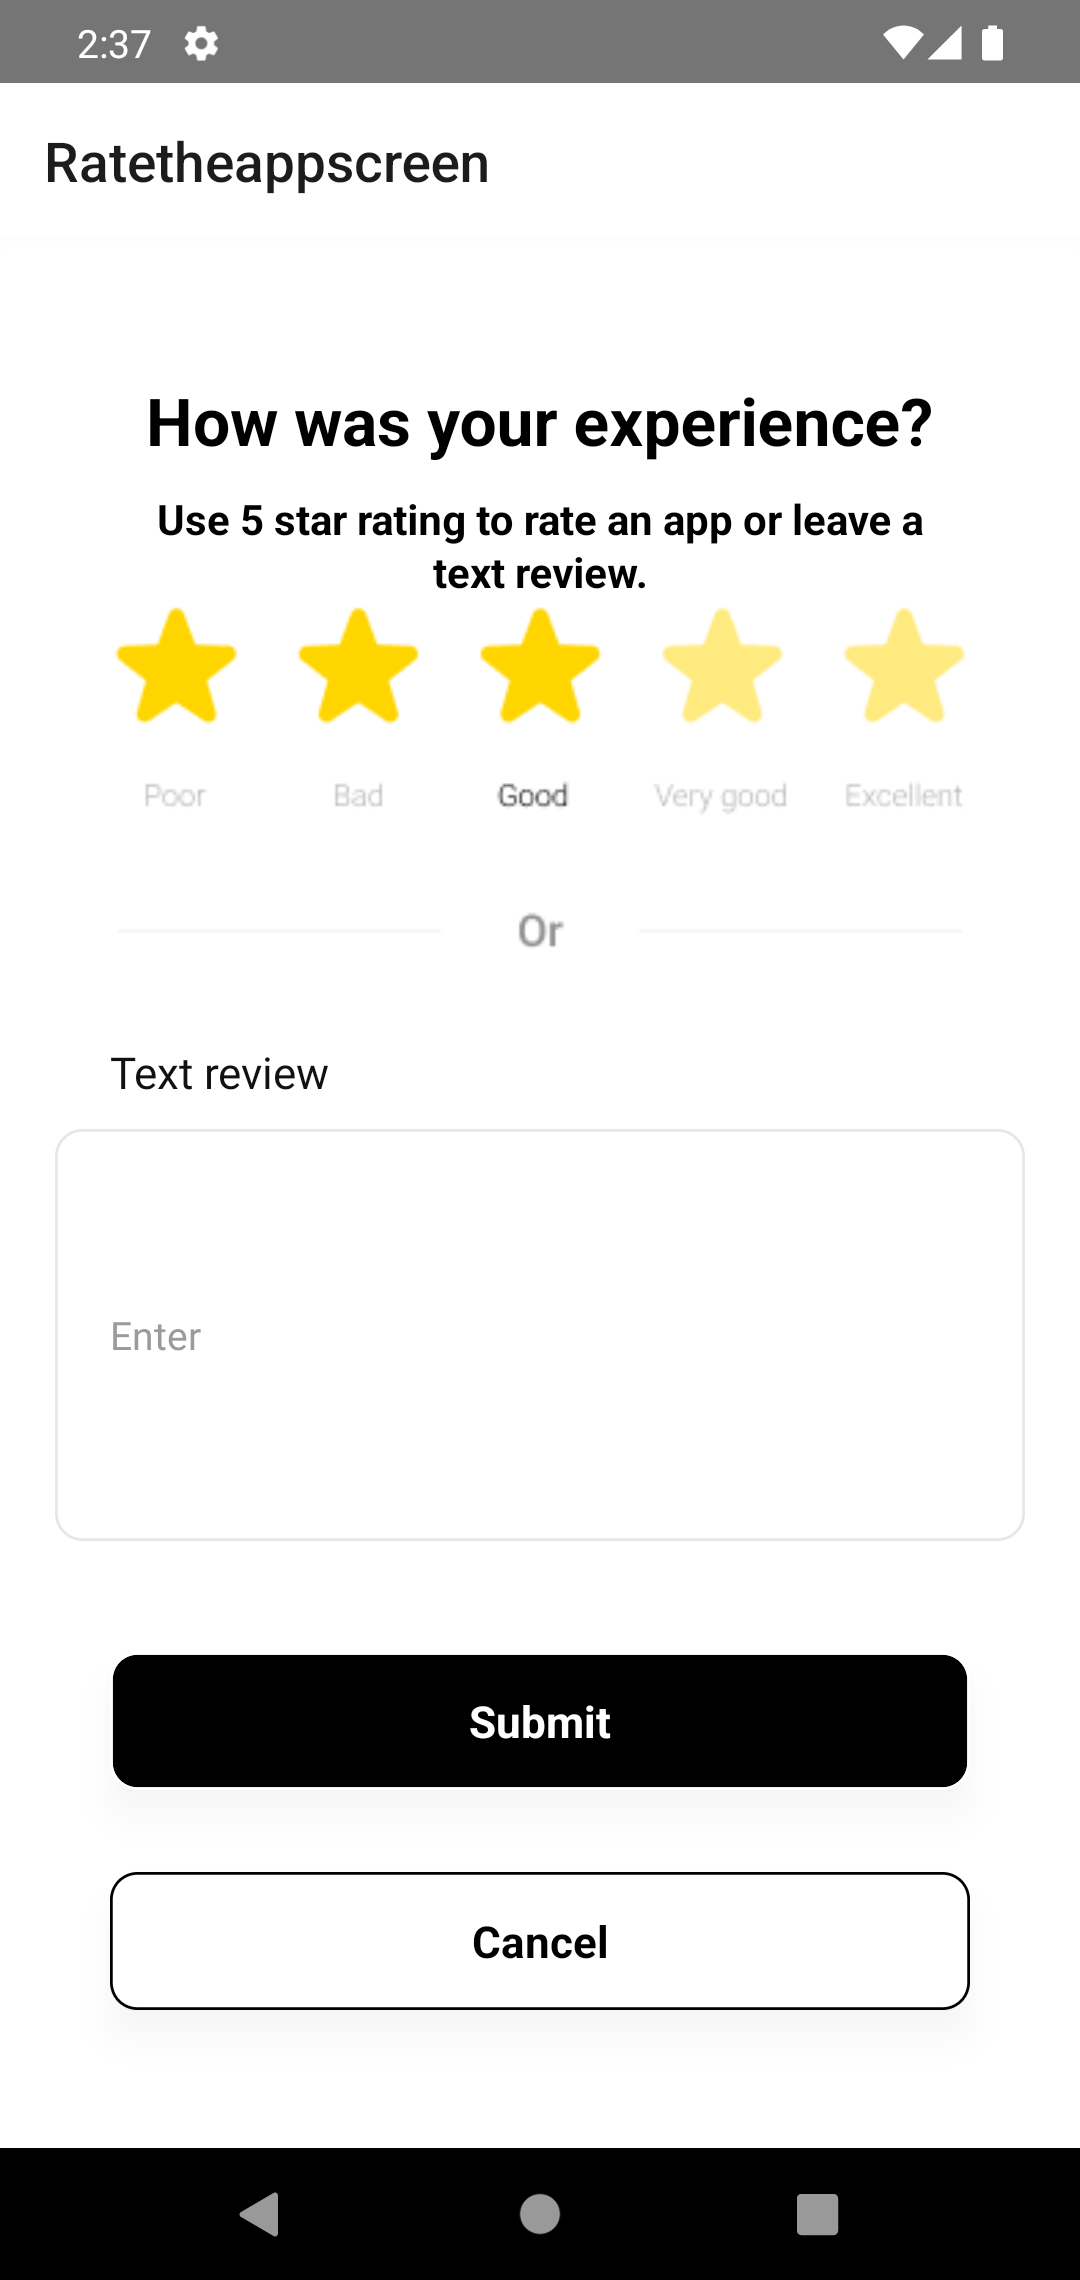 2:37
Ratetheappscreen
How was your experience?
Use 5 star rating to rate an app or leave a
text review.
Poor Bad Good Very good Excellent
Or
Text review
Enter
Submit
Cancel